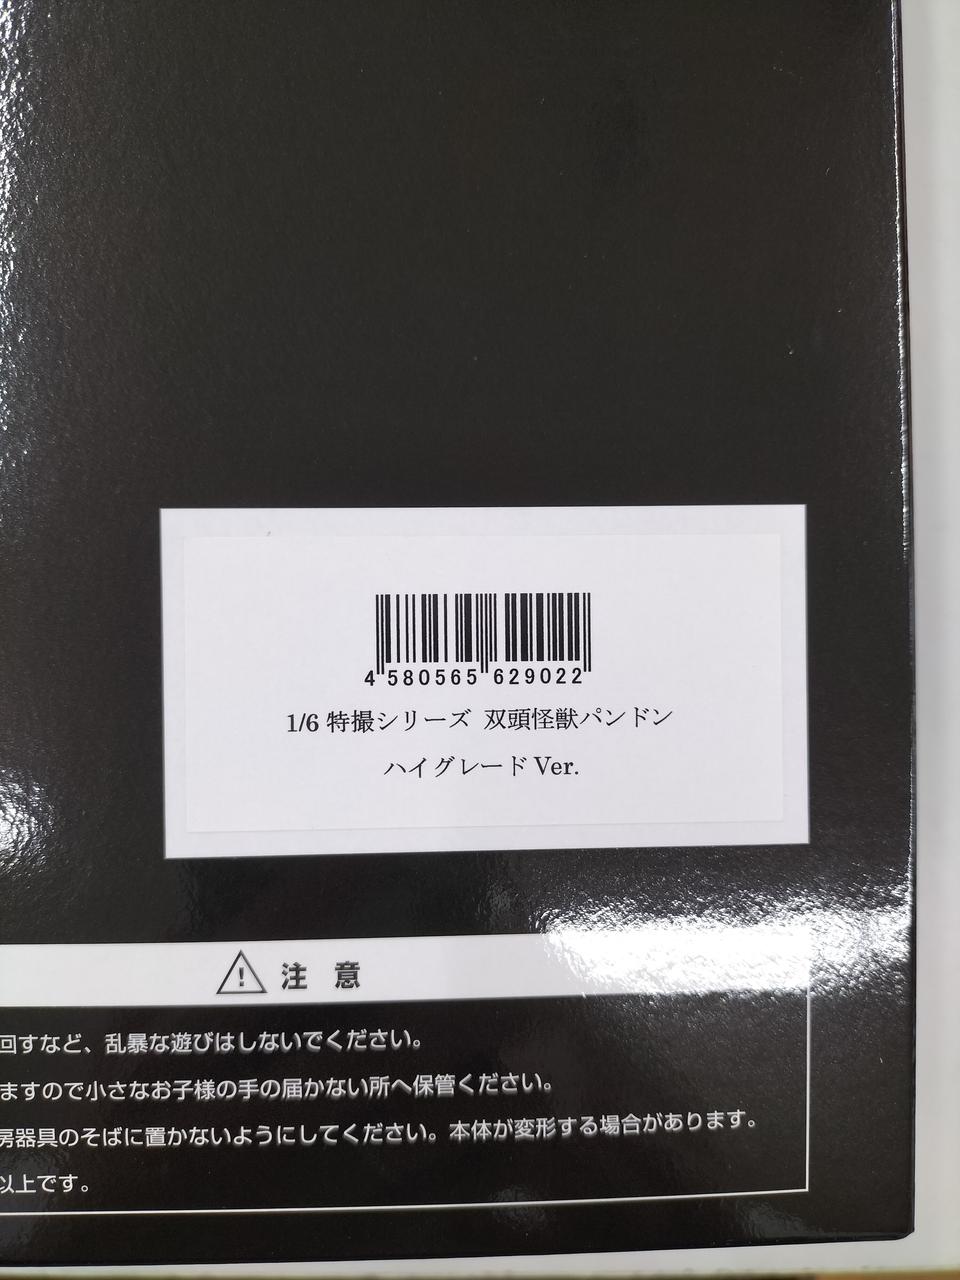 4 580565 629022
1/6 特撮シリーズ 双頭怪獣パンドン
ハイグレード Ver.
注 意
回すなど、乱暴な遊びはしないでください。
ますので小さなお子様の手の届かない所へ保管ください。
房器具のそばに置かないようにしてください。本体が変形する場合があります。
以上です。